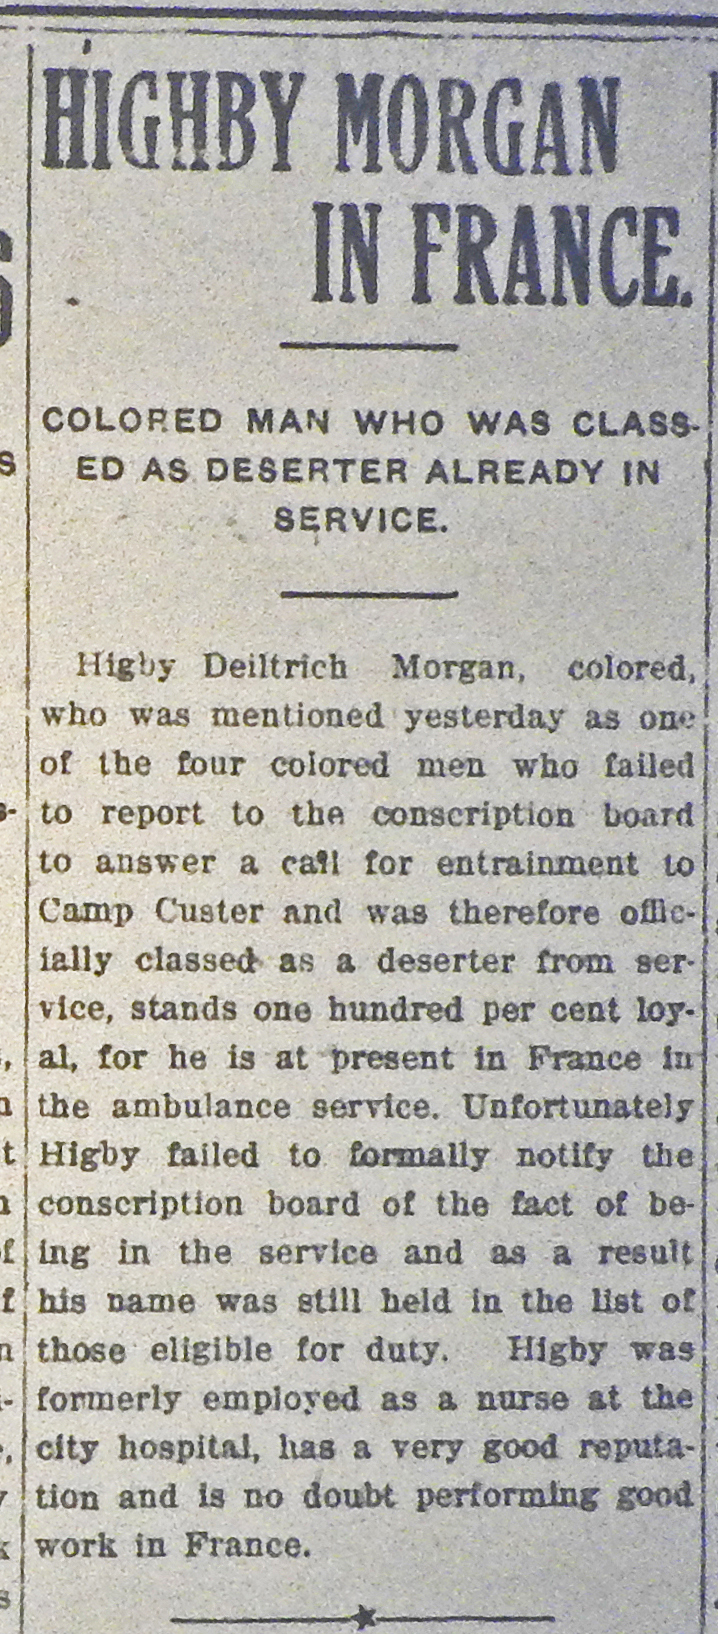 HIGHBY MORGAN
IN FRANCE.
COLORED MAN WHO WAS CLASS-
ED AS DESERTER ALREADY IN
SERVICE.
Higby Deiltrich Morgan, colored,
who was mentioned yesterday as one
of the four colored men who failed
to report to the conscription board
to answer a call for entrainment to
Camp Custer and was therefore offic-
ially classed as a deserter from ser-
vice, stands one hundred per cent loy-
al, for he is at present in France in
the ambulance service. Unfortunately
Higby failed to formally notify the
conscription board of the fact of be-
ing in the service and as a result
his name was still held in the list of
those eligible for duty. Higby was
formerly employed as a nurse at the
city hospital, has a very good reputa-
tion and is no doubt performing good
work in France.